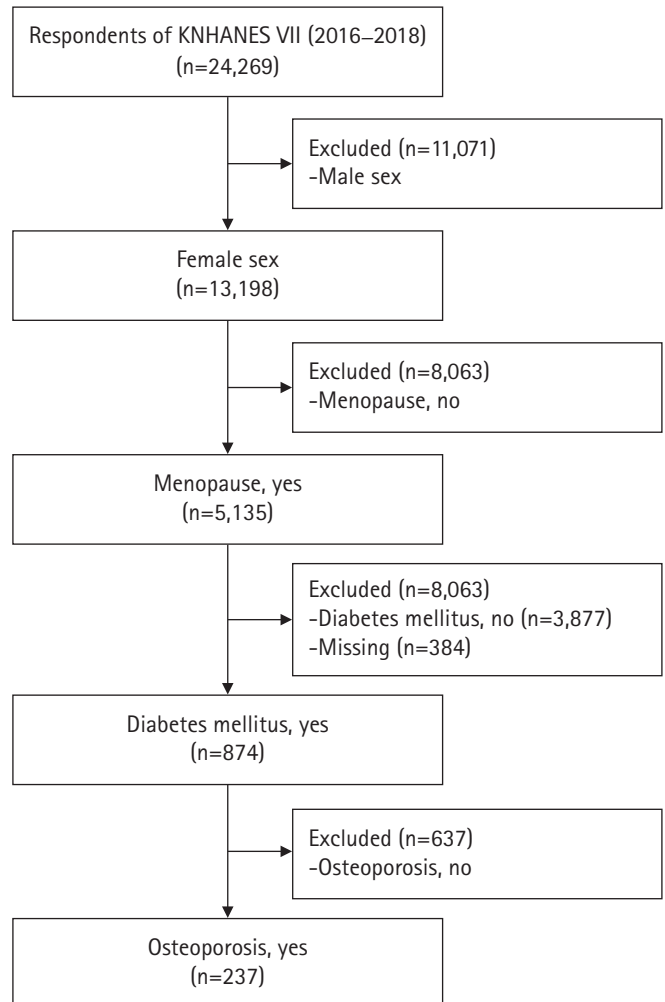 Respondents of KNHANES VII (2016–2018)
(n=24,269)
Excluded (n=11,071)
-Male sex
Female sex
(n=13,198)
Excluded (n=8,063)
-Menopause, no
Menopause, yes
(n=5,135)
Excluded (n=8,063)
-Diabetes mellitus, no (n=3,877)
-Missing (n=384)
Diabetes mellitus, yes
(n=874)
Excluded (n=637)
-Osteoporosis, no
Osteoporosis, yes
(n=237)